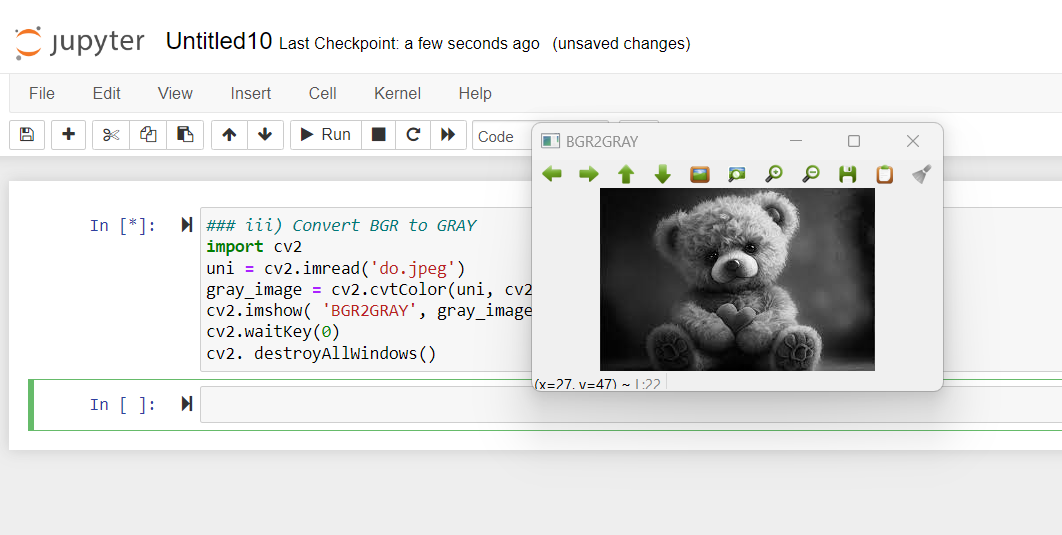 jupyter Untitled10 Last Checkpoint: a few seconds ago (unsaved changes)
File Edit View Insert Cell Kernel Help
Run Code
BGR2GRAY
In [*]:
### iii) Convert BGR to GRAY
import cv2
uni = cv2.imread('do.jpeg')
gray_image = cv2.cvtColor(uni, cv2
cv2.imshow( 'BGR2GRAY', gray_image
cv2.waitKey(0)
cv2. destroyAllWindows()
(x=27, y=47) ~ L:22
In [ ]: